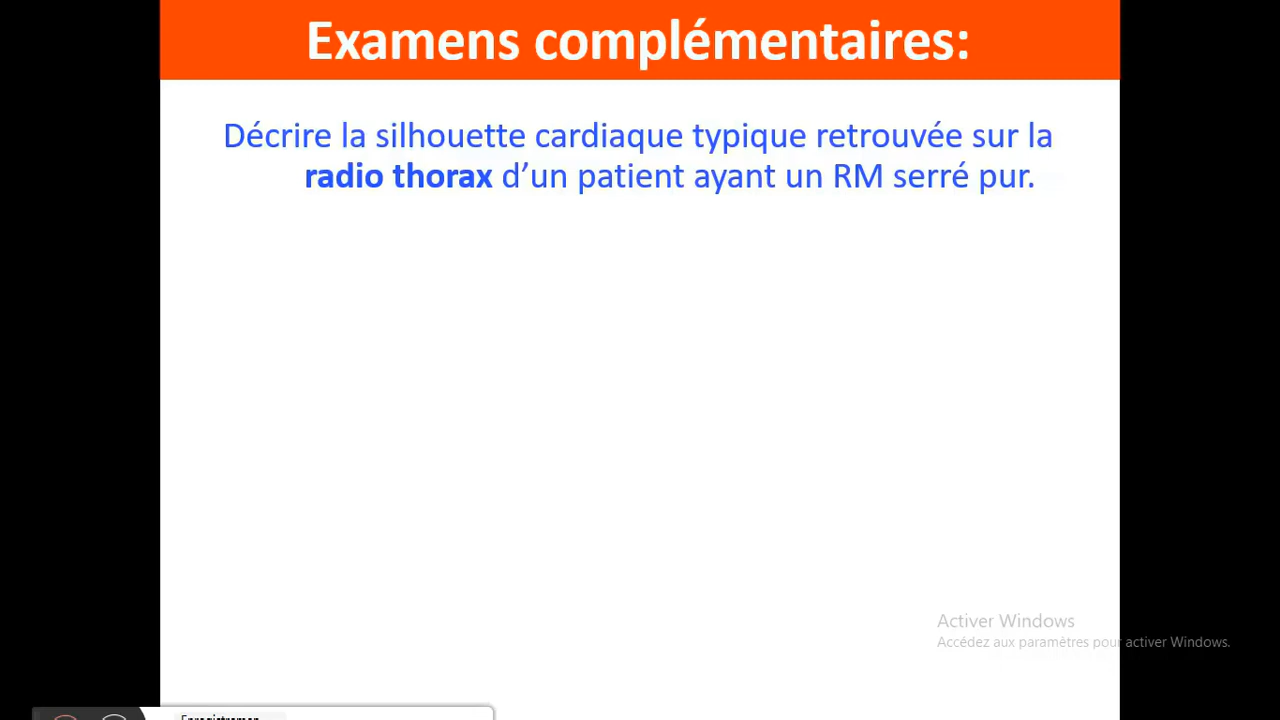 Examens complémentaires:
Décrire la silhouette cardiaque typique retrouvée sur la
radio thorax d’un patient ayant un RM serré pur.
Activer Windows
Accédez aux paramètres pour activer Windows.